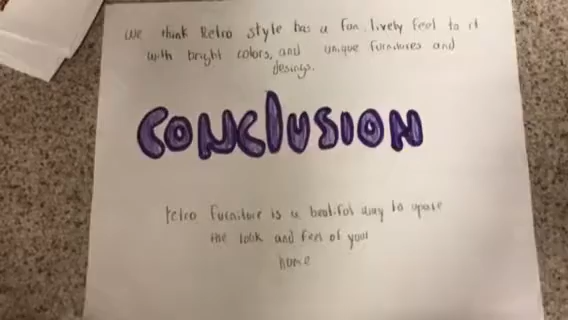 We think Retro style has a fun, lively feel to it
with bright colors, and unique furnitures and
desings.
CONCLUSION
retro furniture is a beatiful way to upate
the look and feel of your
home